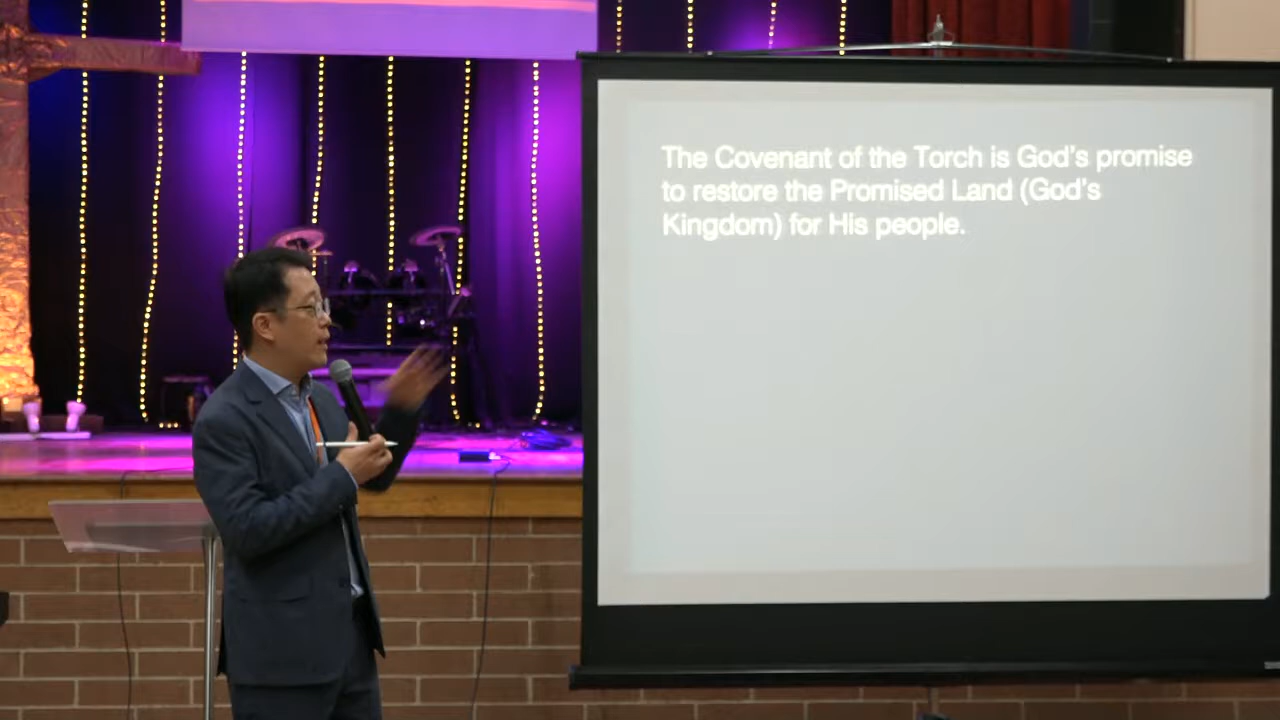 The Covenant of the Torch is God's promise
to restore the Promised Land (God's
Kingdom) for His people.